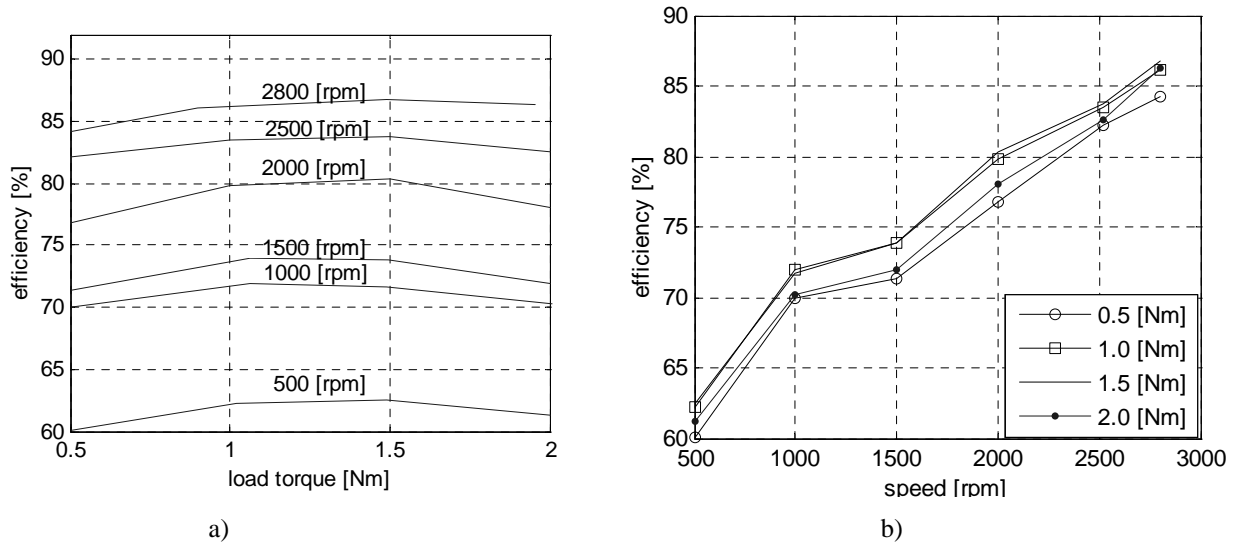 90
85
80
75
70
65
60
efficiency [%]
2800 [rpm]
2500 [rpm]
2000 [rpm]
1500 [rpm]
1000 [rpm]
500 [rpm]
0.5 1 1.5 2
load torque [Nm]
a)
90
85
80
75
70
65
60
efficiency [%]
0.5 [Nm]
1.0 [Nm]
1.5 [Nm]
2.0 [Nm]
500 1000 1500 2000 2500 3000
speed [rpm]
b)